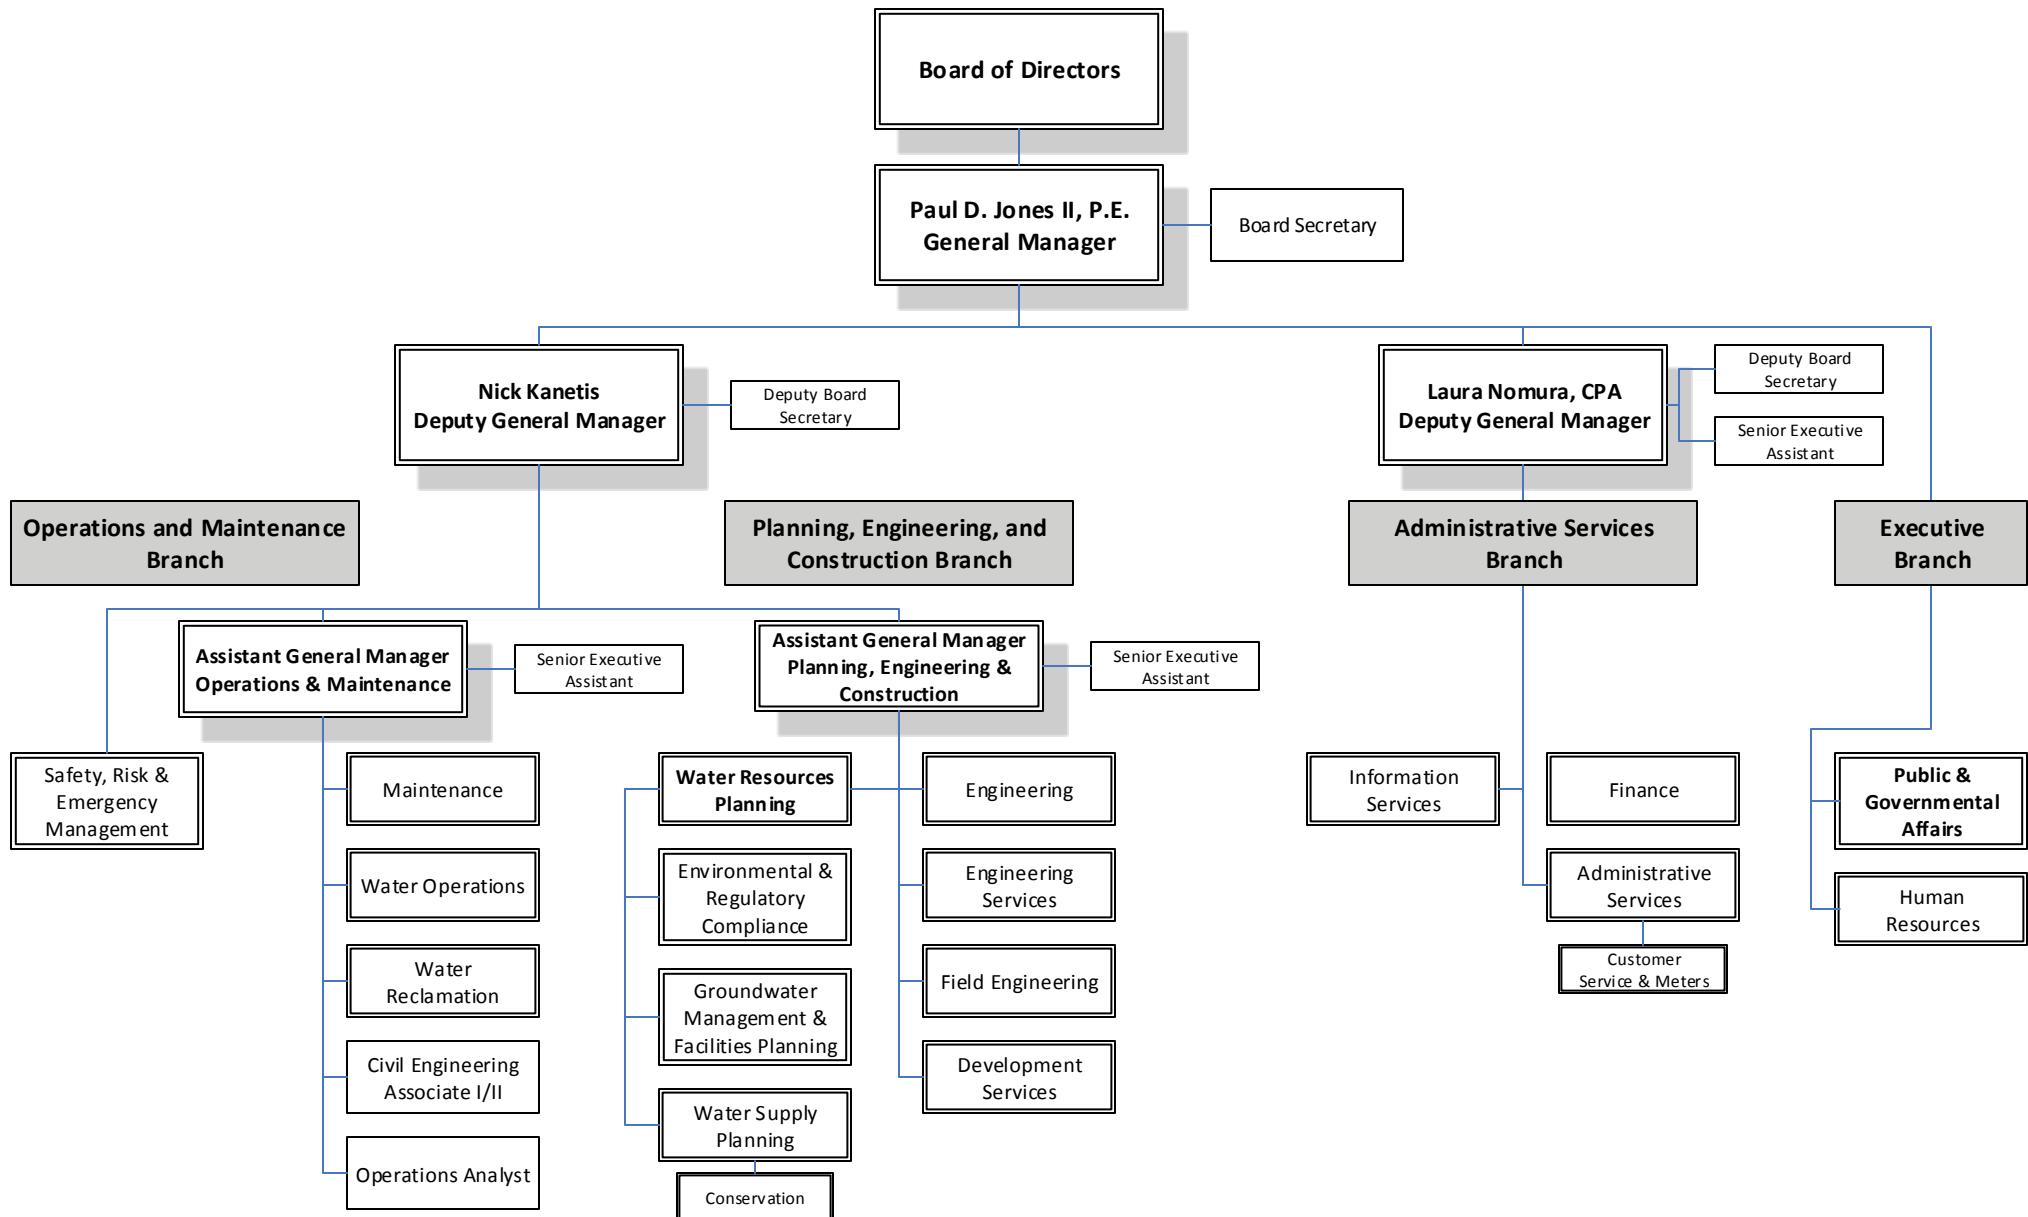 Board of Directors
Paul D. Jones II, P.E.
General Manager
Board Secretary
Nick Kanetis
Deputy General Manager
Deputy Board
Secretary
Laura Nomura, CPA
Deputy General Manager
Deputy Board
Secretary
Senior Executive
Assistant
Operations and Maintenance
Branch
Planning, Engineering, and
Construction Branch
Administrative Services
Branch
Executive
Branch
Assistant General Manager
Operations & Maintenance
Senior Executive
Assistant
Assistant General Manager
Planning, Engineering &
Construction
Senior Executive
Assistant
Safety, Risk &
Emergency
Management
Maintenance
Water Operations
Water
Reclamation
Civil Engineering
Associate I/II
Operations Analyst
Water Resources
Planning
Environmental &
Regulatory
Compliance
Groundwater
Management &
Facilities Planning
Water Supply
Planning
Conservation
Engineering
Engineering
Services
Field Engineering
Development
Services
Information
Services
Finance
Administrative
Services
Customer
Service & Meters
Public &
Governmental
Affairs
Human
Resources